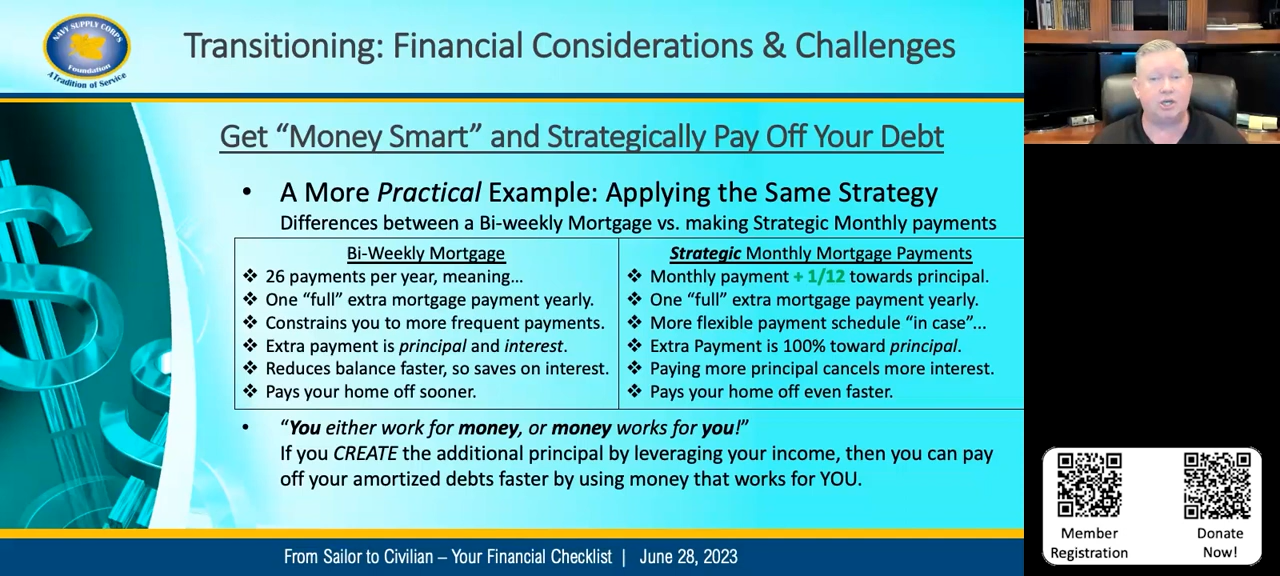 NAVY SUPPLY CORPS
Foundation
A Tradition of Service
Transitioning: Financial Considerations & Challenges
Get “Money Smart” and Strategically Pay Off Your Debt
• A More Practical Example: Applying the Same Strategy
Differences between a Bi-weekly Mortgage vs. making Strategic Monthly payments
Bi-Weekly Mortgage
❖ 26 payments per year, meaning...
❖ One “full” extra mortgage payment yearly.
❖ Constrains you to more frequent payments.
❖ Extra payment is principal and interest.
❖ Reduces balance faster, so saves on interest.
❖ Pays your home off sooner.
Strategic Monthly Mortgage Payments
❖ Monthly payment + 1/12 towards principal.
❖ One “full” extra mortgage payment yearly.
❖ More flexible payment schedule “in case”...
❖ Extra Payment is 100% toward principal.
❖ Paying more principal cancels more interest.
❖ Pays your home off even faster.
• “You either work for money, or money works for you!”
If you CREATE the additional principal by leveraging your income, then you can pay
off your amortized debts faster by using money that works for YOU.
From Sailor to Civilian – Your Financial Checklist | June 28, 2023
Member
Registration
Donate
Now!